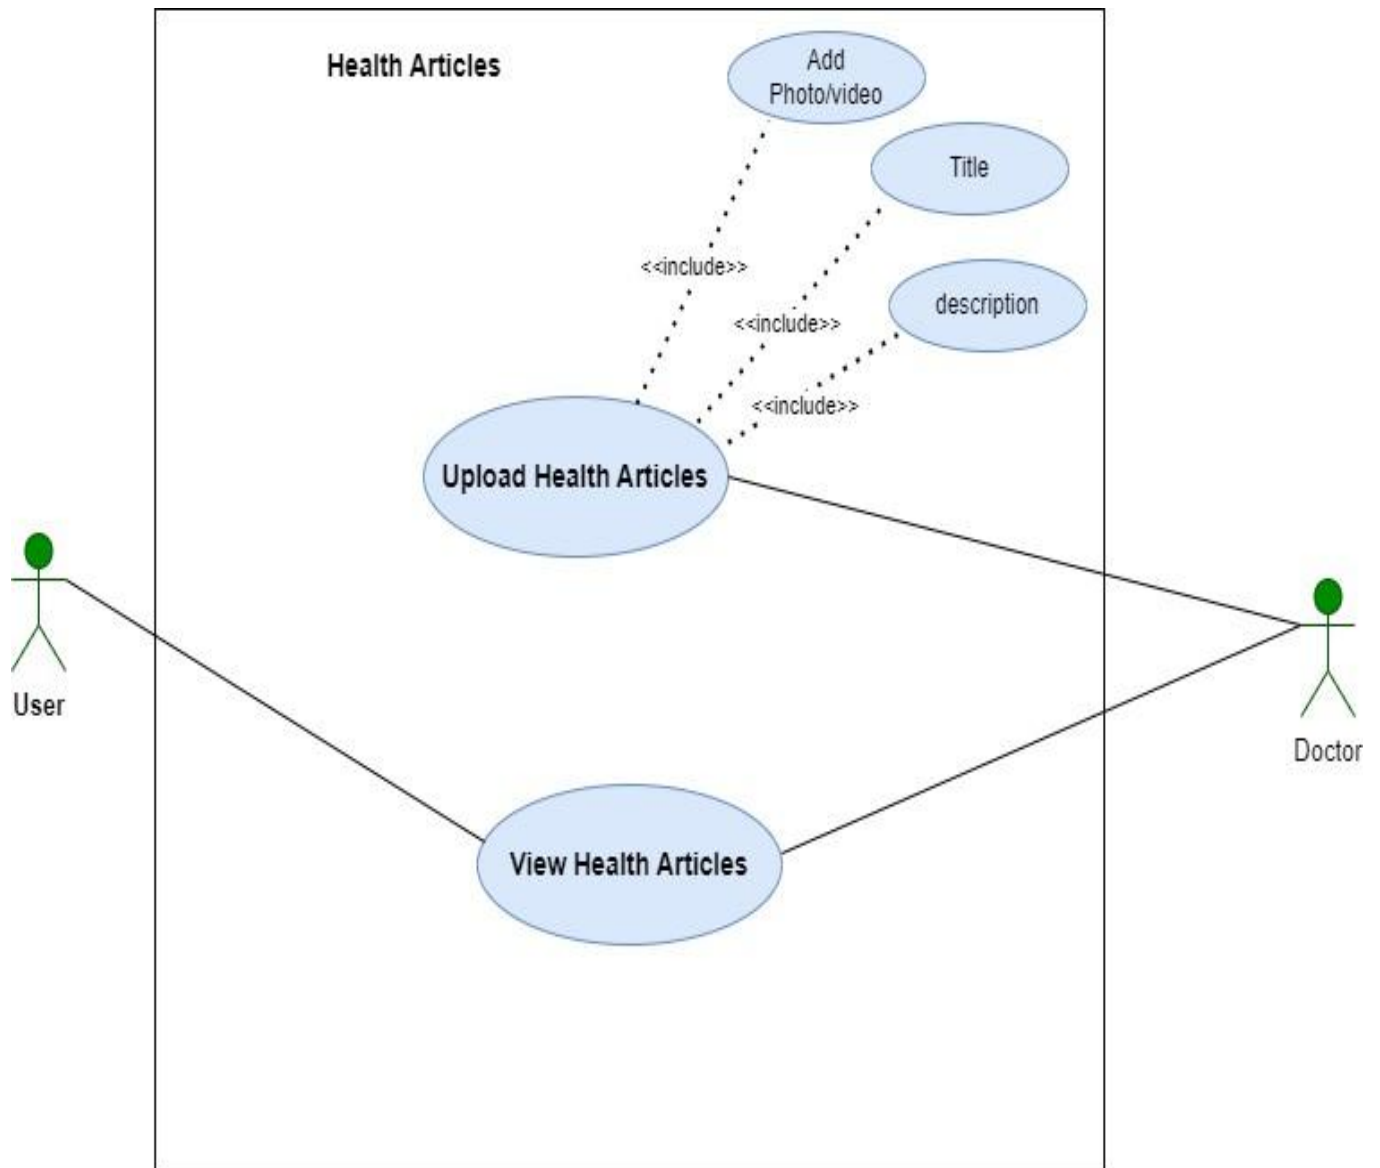 Health Articles
Add
Photo/video
Title
<<include>>
description
<<include>>
<<include>>
Upload Health Articles
User
Doctor
View Health Articles